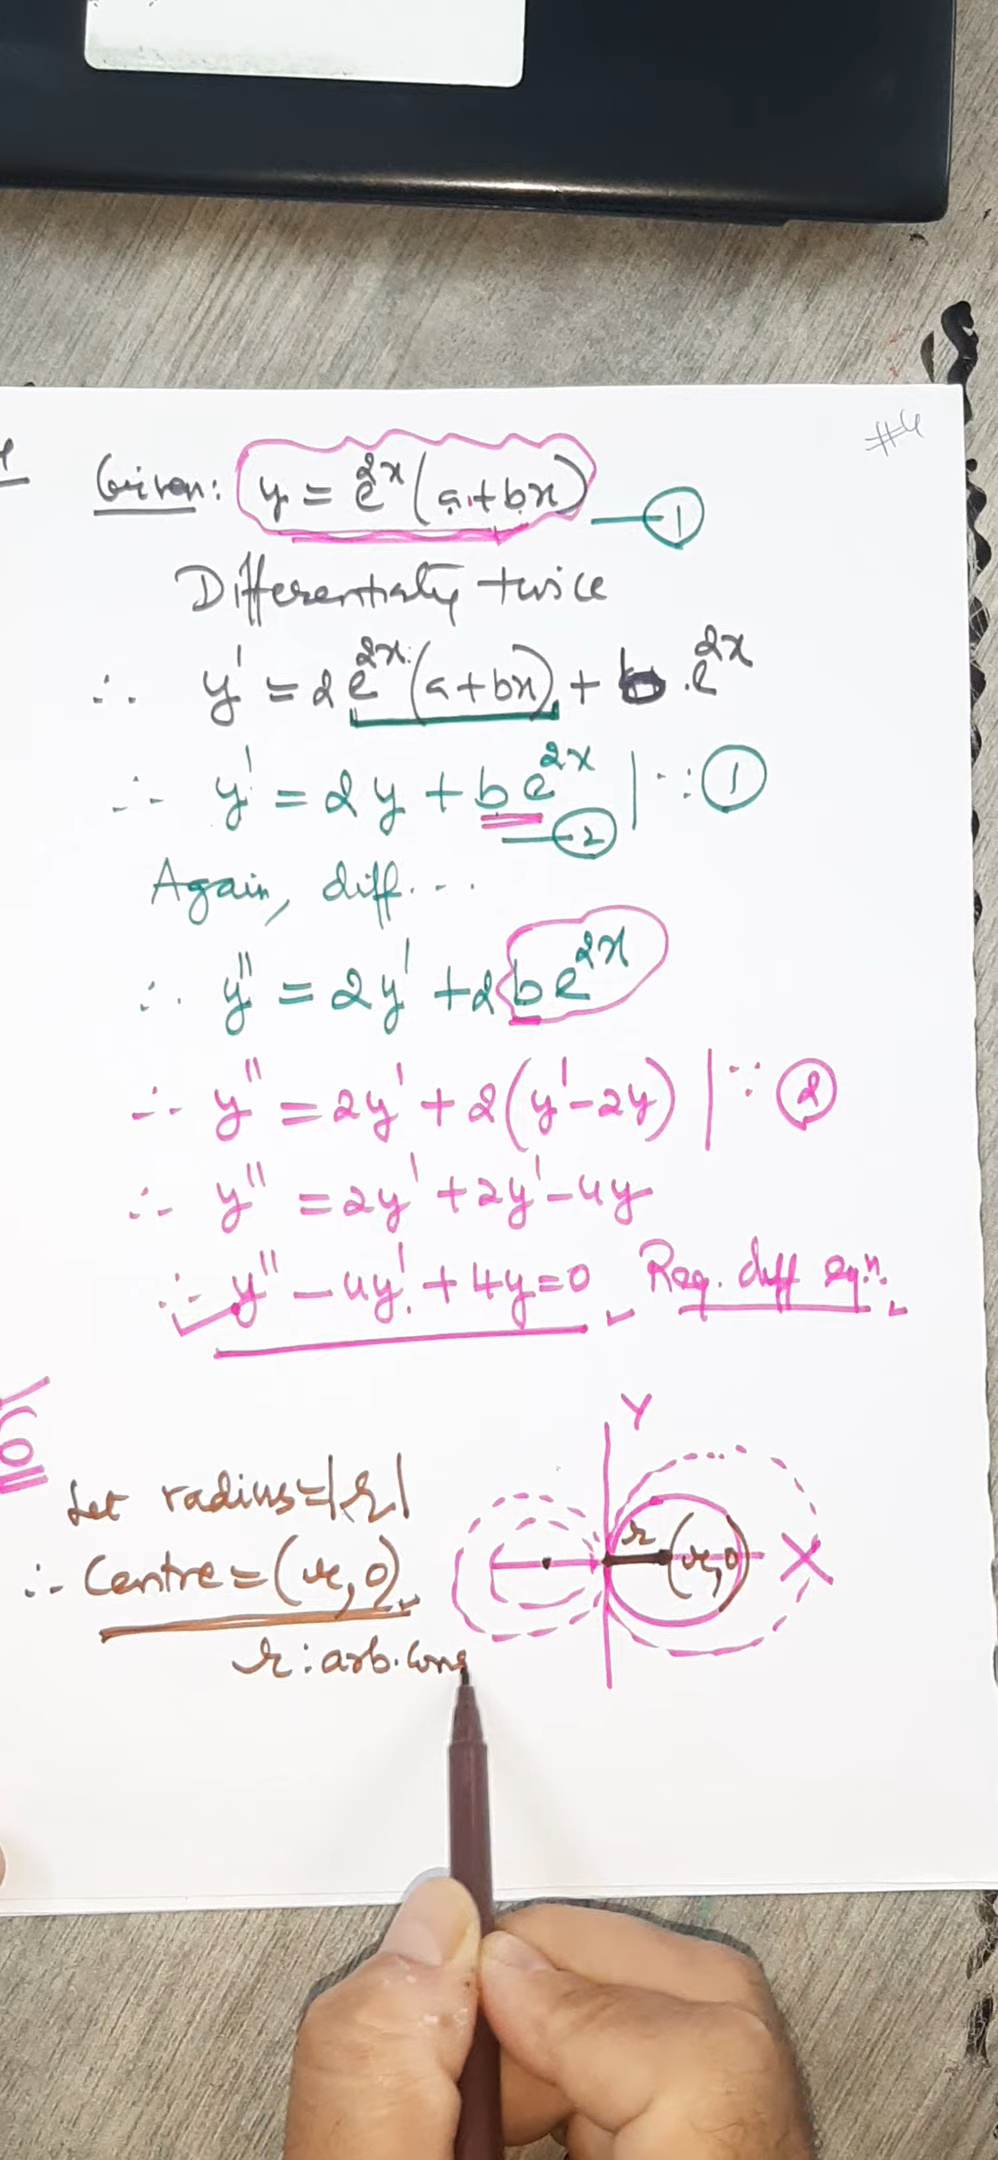 #4
Given: y = e^2x (a+bx) —①
Differentiatg twice
∴ y' = 2e^2x (a+bx) + b.e^2x
∴ y' = 2y + be^2x | ∵ ①
—②
Again, diff...
∴ y'' = 2y' + 2be^2x
∴ y'' = 2y' + 2(y'-2y) | ∵ ②
∴ y'' = 2y' + 2y' - 4y
∴ y'' - 4y' + 4y = 0 Req. diff eqn.
6
Let radius = |r|
∴ Centre = (r, 0)
r : arb. cons
Y
r (r, 0) X